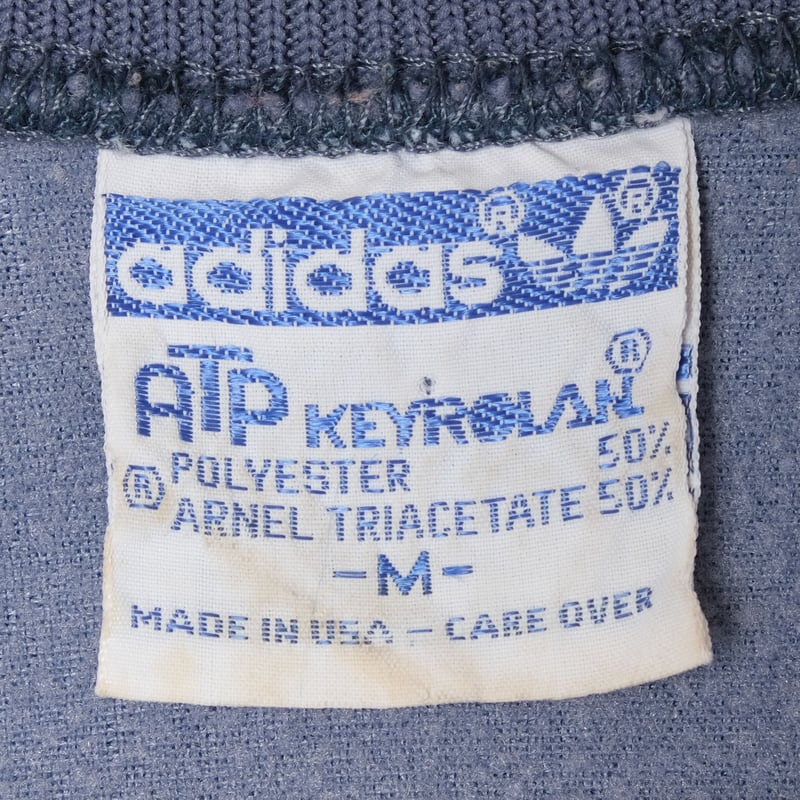 adidas® ®
ATP KEYROLAN®
POLYESTER 50%
® ARNEL TRIACETATE 50%
-M-
MADE IN USA - CARE OVER